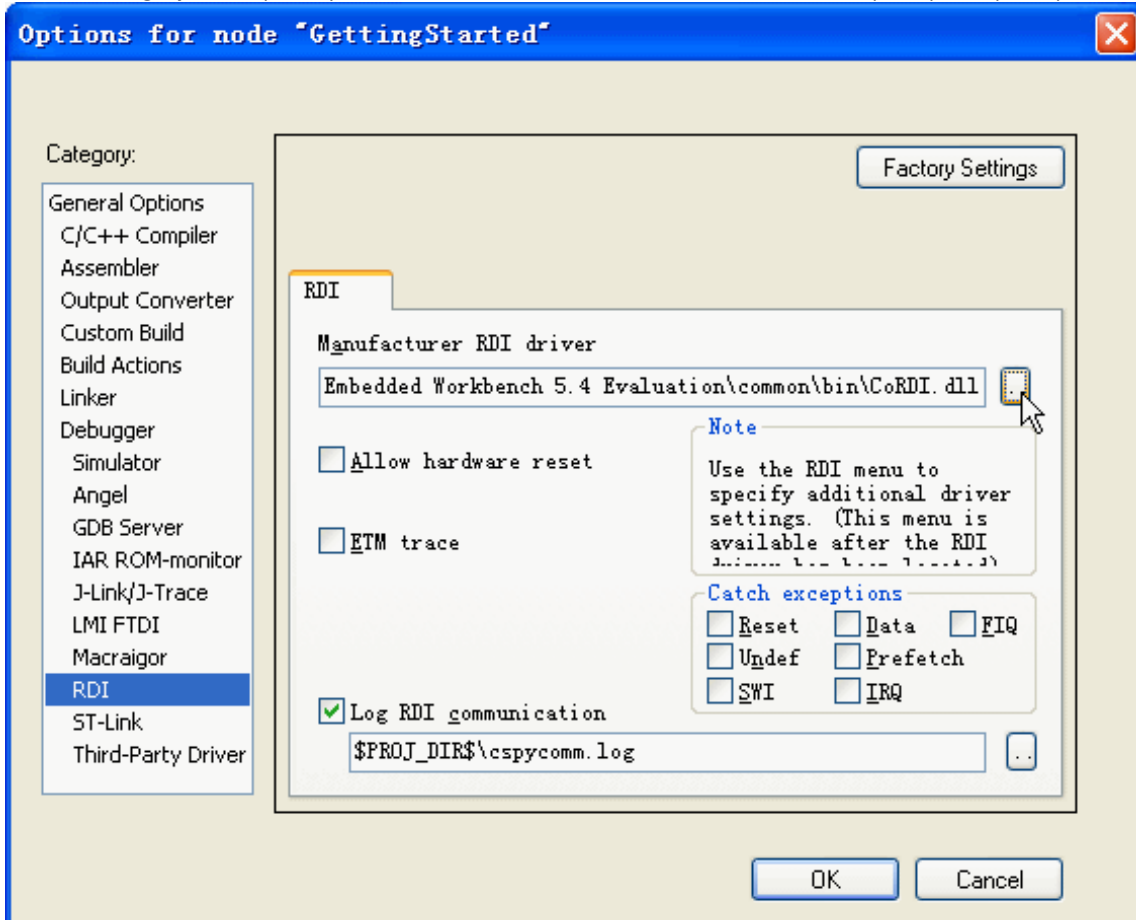 Options for node "GettingStarted"
Category:
Factory Settings
General Options
C/C++ Compiler
Assembler
Output Converter
Custom Build
Build Actions
Linker
Debugger
Simulator
Angel
GDB Server
IAR ROM-monitor
J-Link/J-Trace
LMI FTDI
Macraigor
RDI
ST-Link
Third-Party Driver
RDI
Manufacturer RDI driver
Embedded Workbench 5.4 Evaluation\common\bin\CoRDI.dll
Allow hardware reset
ETM trace
Note
Use the RDI menu to
specify additional driver
settings. (This menu is
available after the RDI
Catch exceptions
Reset Data FIQ
Undef Prefetch
SWI IRQ
Log RDI communication
$PROJ_DIR$\cspycomm.log
..
OK Cancel